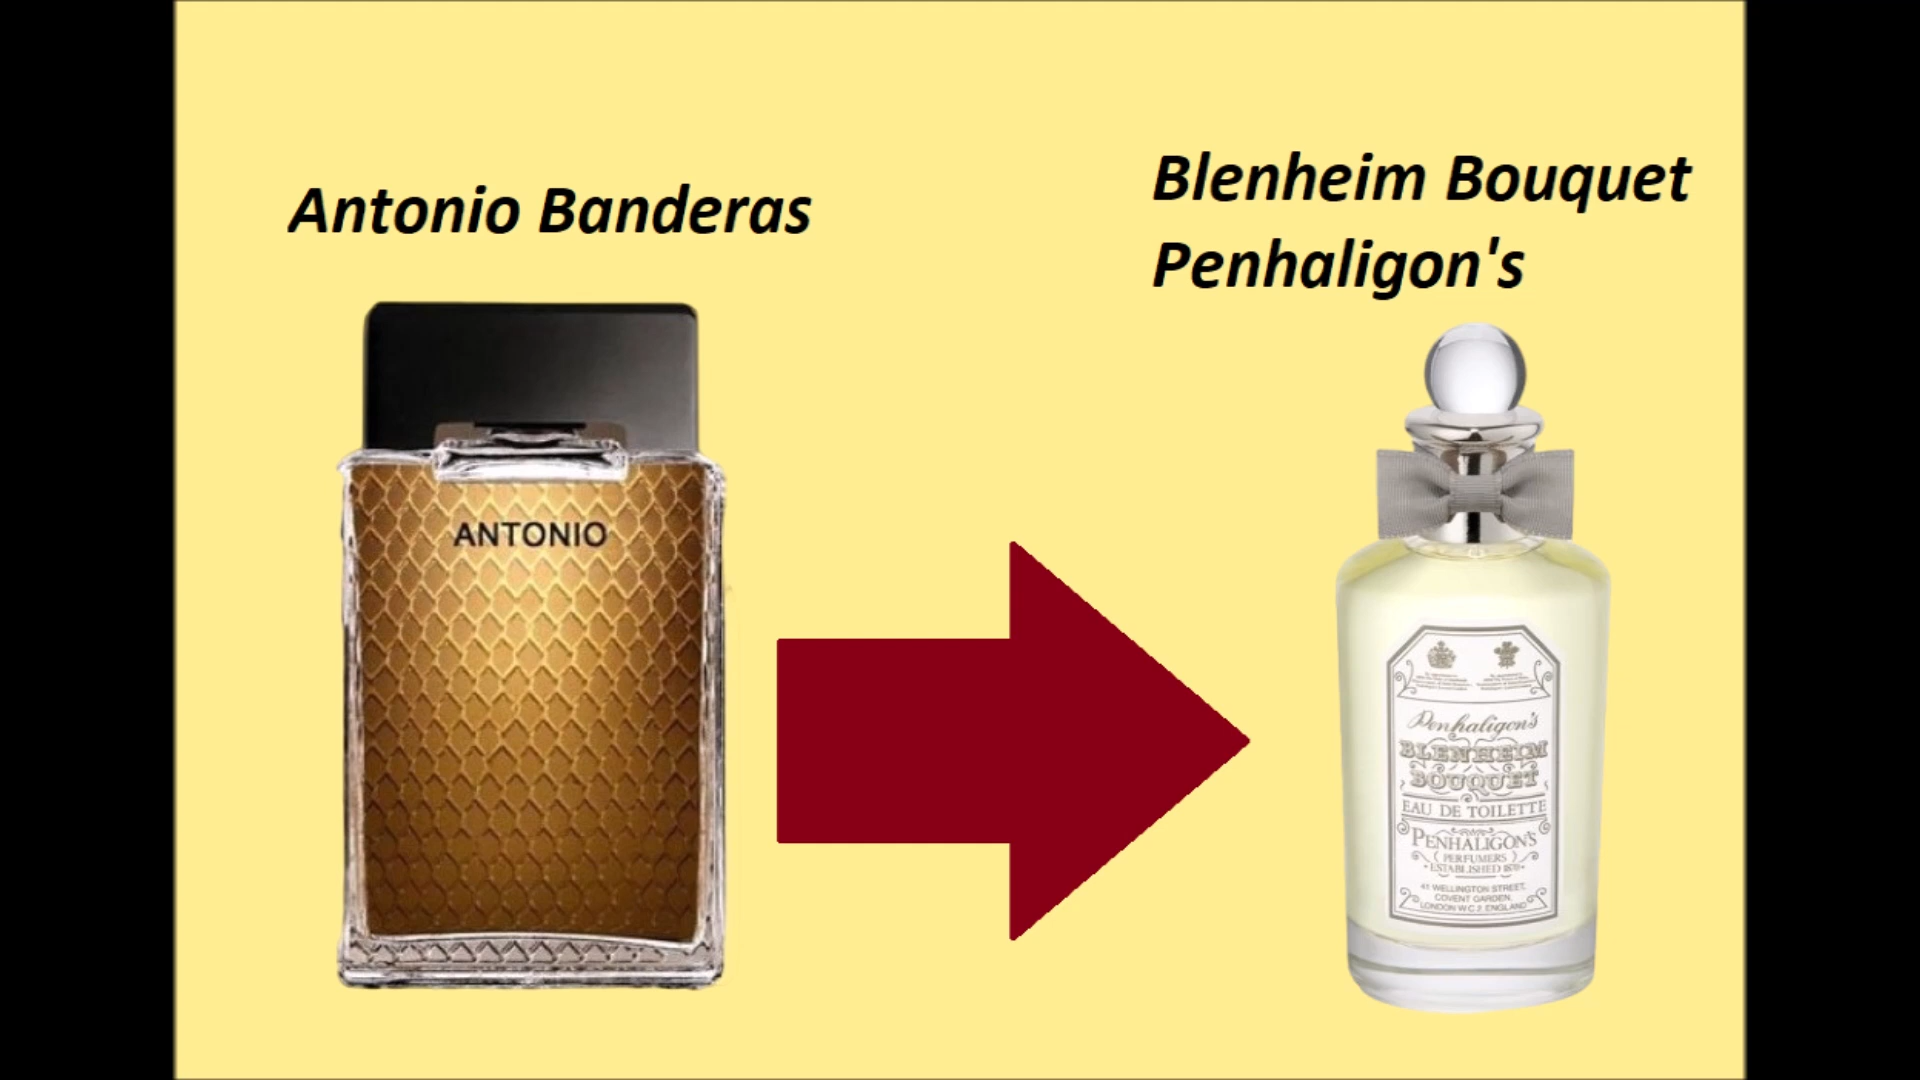 Antonio Banderas
Blenheim Bouquet
Penhaligon's
ANTONIO
Penhaligon's
BLENHEIM
BOUQUET
EAU DE TOILETTE
PENHALIGON'S
PERFUMERS
ESTABLISHED 1870
41 WELLINGTON STREET,
COVENT GARDEN,
LONDON W.C.2. ENGLAND